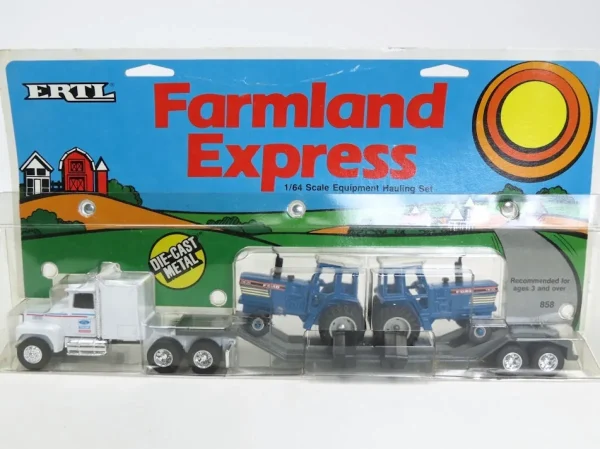 ERTL
Farmland
Express
1/64 Scale Equipment Hauling Set
DIE-CAST
METAL
Recommended for
ages 3 and over
858